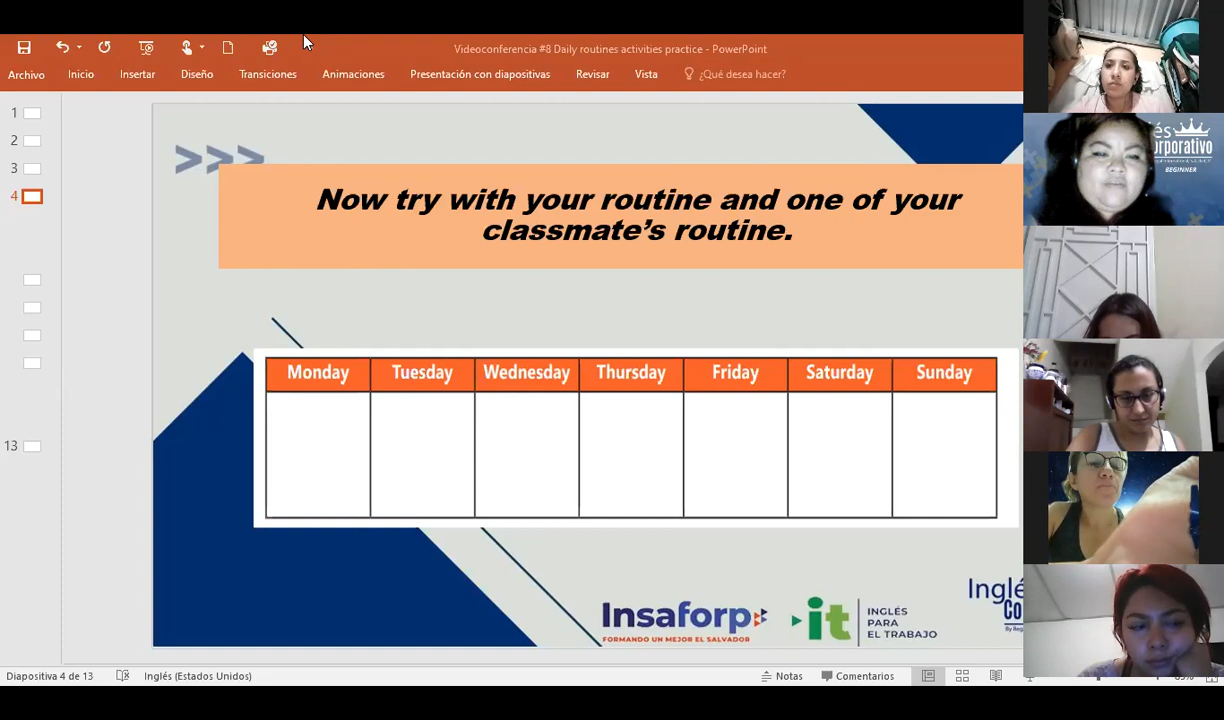 Videoconferencia #8 Daily routines activities practice - PowerPoint
Archivo Inicio Insertar Diseño Transiciones Animaciones Presentación con diapositivas Revisar Vista ¿Qué desea hacer?
1
2
3
4
13
>>>
Now try with your routine and one of your
classmate's routine.
Monday Tuesday Wednesday Thursday Friday Saturday Sunday
Insaforp
FORMANDO UN MEJOR EL SALVADOR
it
INGLÉS
PARA
EL TRABAJO
Diapositiva 4 de 13 Inglés (Estados Unidos) Notas Comentarios
BEGINNER